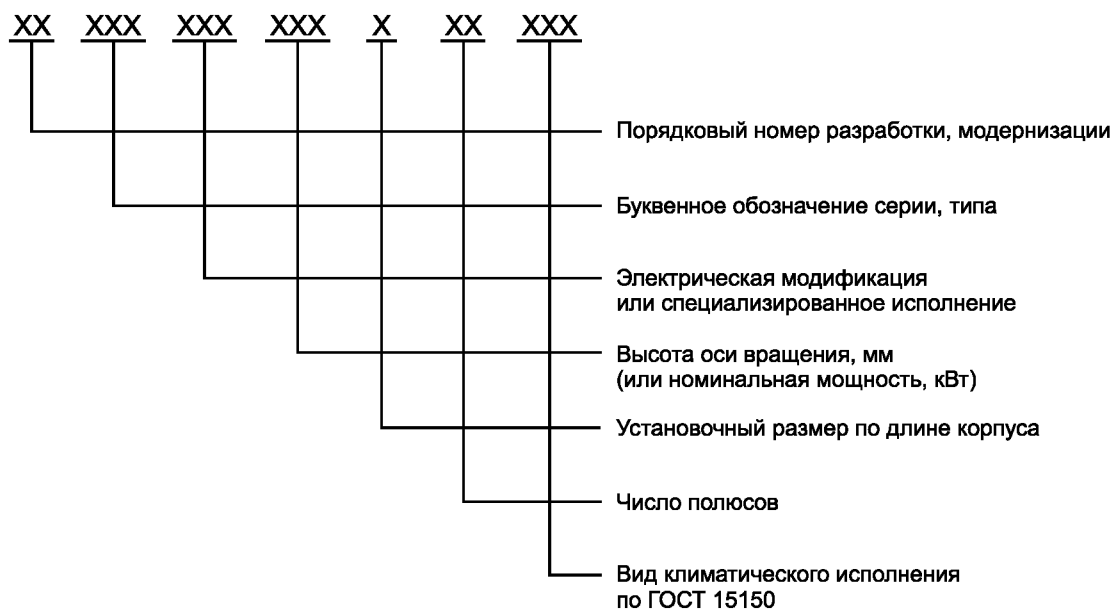 XX XXX XXX XXX X XX XXX
Порядковый номер разработки, модернизации
Буквенное обозначение серии, типа
Электрическая модификация
или специализированное исполнение
Высота оси вращения, мм
(или номинальная мощность, кВт)
Установочный размер по длине корпуса
Число полюсов
Вид климатического исполнения
по ГОСТ 15150